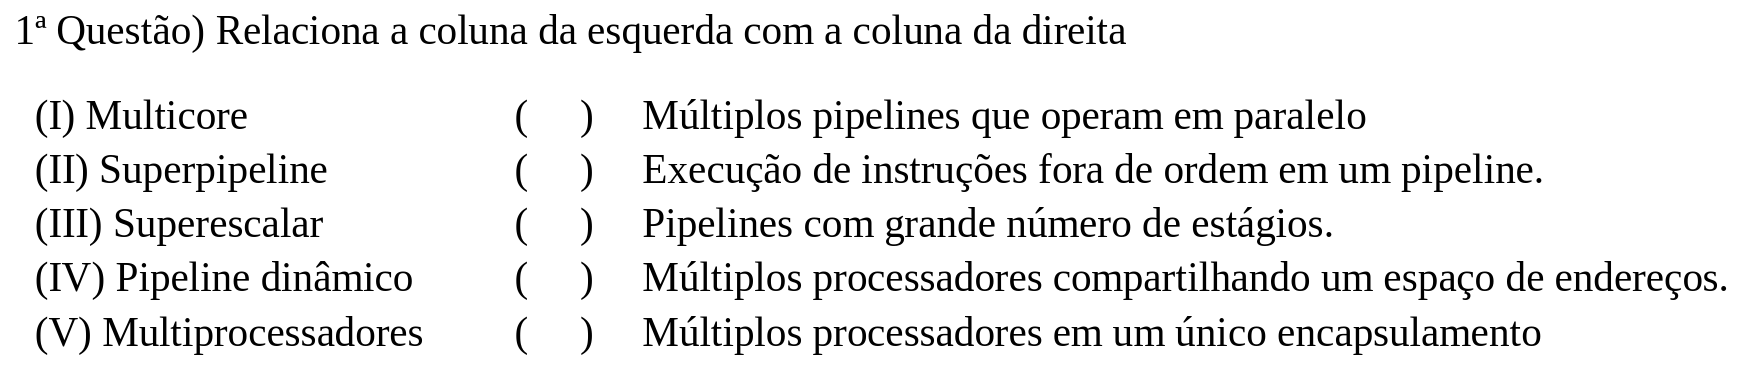 1ª Questão) Relaciona a coluna da esquerda com a coluna da direita
(I) Multicore ( ) Múltiplos pipelines que operam em paralelo
(II) Superpipeline ( ) Execução de instruções fora de ordem em um pipeline.
(III) Superescalar ( ) Pipelines com grande número de estágios.
(IV) Pipeline dinâmico ( ) Múltiplos processadores compartilhando um espaço de endereços.
(V) Multiprocessadores ( ) Múltiplos processadores em um único encapsulamento